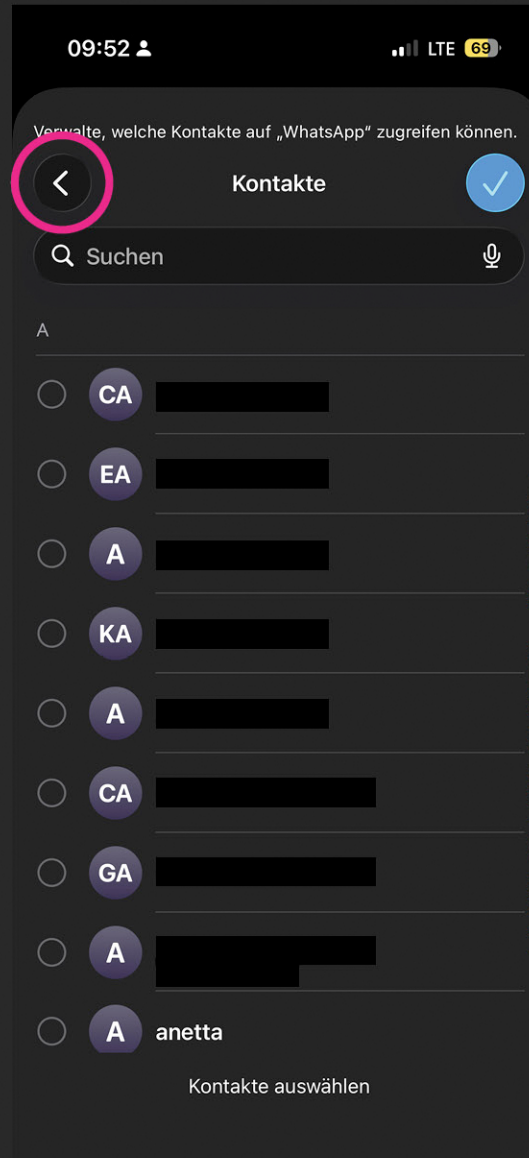 09:52 LTE 69
Verwalte, welche Kontakte auf „WhatsApp“ zugreifen können.
Kontakte
Suchen
A
CA
EA
A
KA
A
CA
GA
A
A anetta
Kontakte auswählen